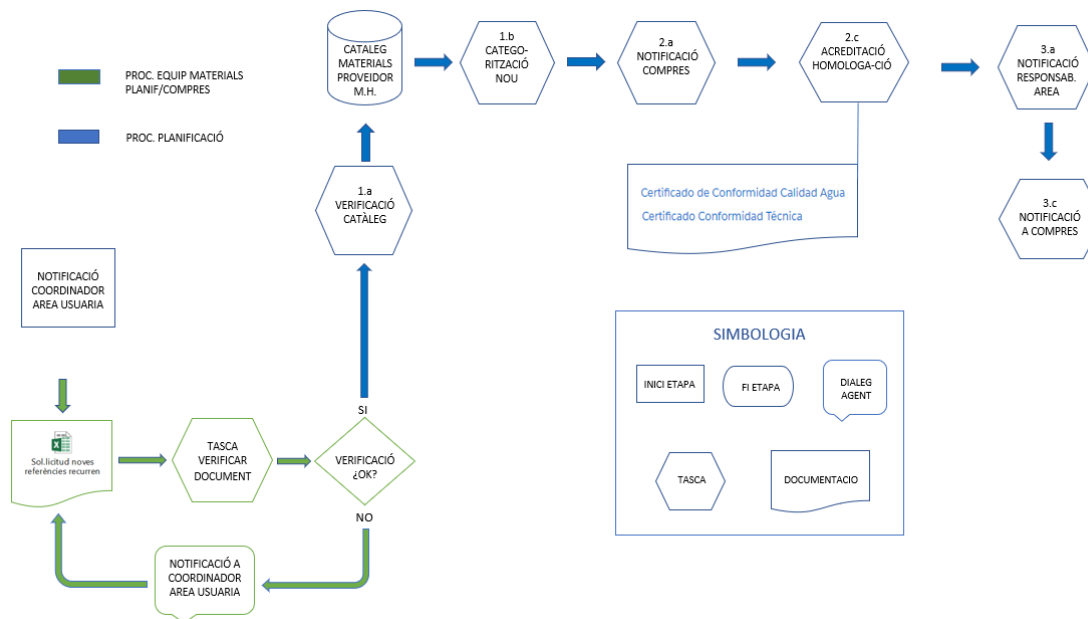 PROC. EQUIP MATERIALS
PLANIF/COMPRES
PROC. PLANIFICACIÓ
CATALEG
MATERIALS
PROVEIDOR
M.H.
1.b
CATEGO-
RITZACIÓ
NOU
2.a
NOTIFICACIÓ
COMPRES
2.c
ACREDITACIÓ
HOMOLOGA-CIÓ
3.a
NOTIFICACIÓ
RESPONSAB.
AREA
1.a
VERIFICACIÓ
CATÀLEG
Certificado de Conformidad Calidad Agua
Certificado Conformidad Técnica
3.c
NOTIFICACIÓ
A COMPRES
NOTIFICACIÓ
COORDINADOR
AREA USUARIA
SI
Sol.licitud noves
referències recurren
TASCA
VERIFICAR
DOCUMENT
VERIFICACIÓ
¿OK?
NO
NOTIFICACIÓ A
COORDINADOR
AREA USUARIA
SIMBOLOGIA
INICI ETAPA
FI ETAPA
DIALEG
AGENT
TASCA
DOCUMENTACIO